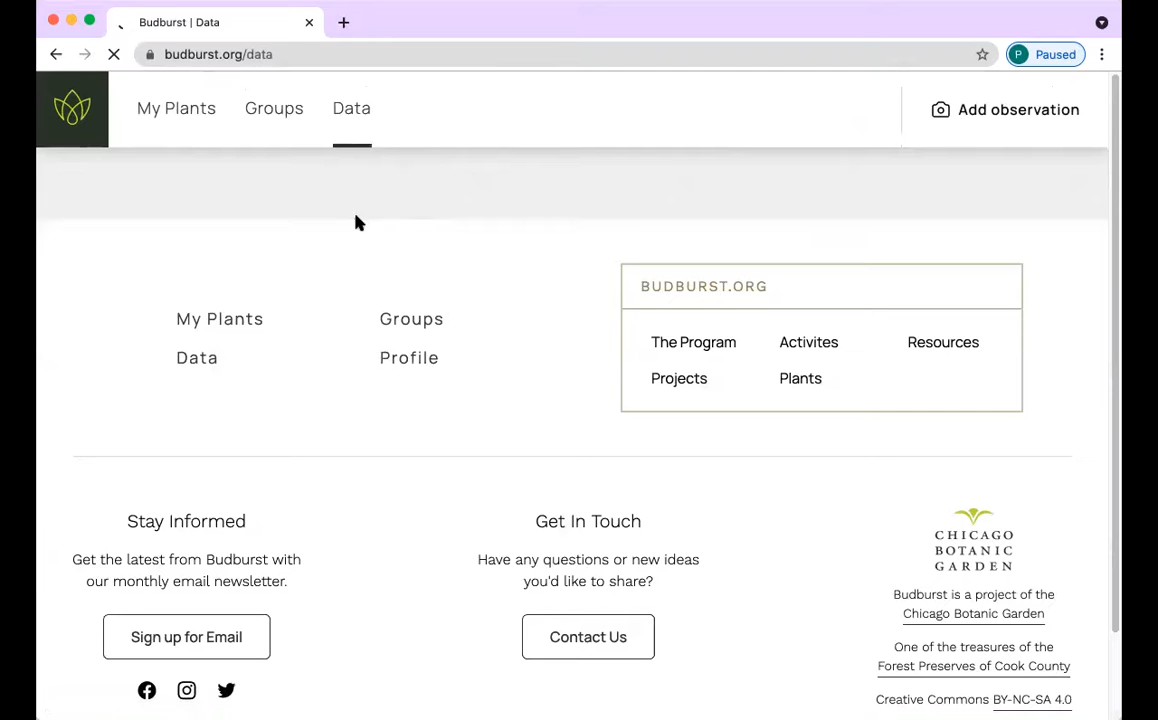 Budburst | Data
budburst.org/data
P Paused
My Plants Groups Data
Add observation
BUDBURST.ORG
My Plants Groups
Data Profile
The Program Activites Resources
Projects Plants
Stay Informed
Get the latest from Budburst with
our monthly email newsletter.
Sign up for Email
Get In Touch
Have any questions or new ideas
you'd like to share?
Contact Us
CHICAGO
BOTANIC
GARDEN
Budburst is a project of the
Chicago Botanic Garden
One of the treasures of the
Forest Preserves of Cook County
Creative Commons BY-NC-SA 4.0